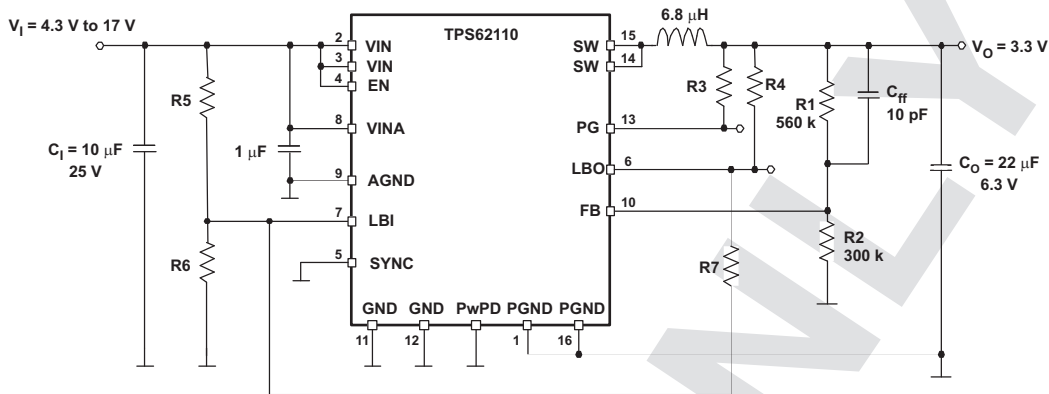 V_I = 4.3 V to 17 V
TPS62110
6.8 μH
V_O = 3.3 V
2 VIN
3 VIN
4 EN
8 VINA
9 AGND
7 LBI
5 SYNC
SW 15
SW 14
PG 13
LBO 6
FB 10
GND GND PwPD PGND PGND
11 12 1 16
R5
R6
C_I = 10 μF
25 V
1 μF
R3
R4
R1
560 k
C_ff
10 pF
C_O = 22 μF
6.3 V
R2
300 k
R7